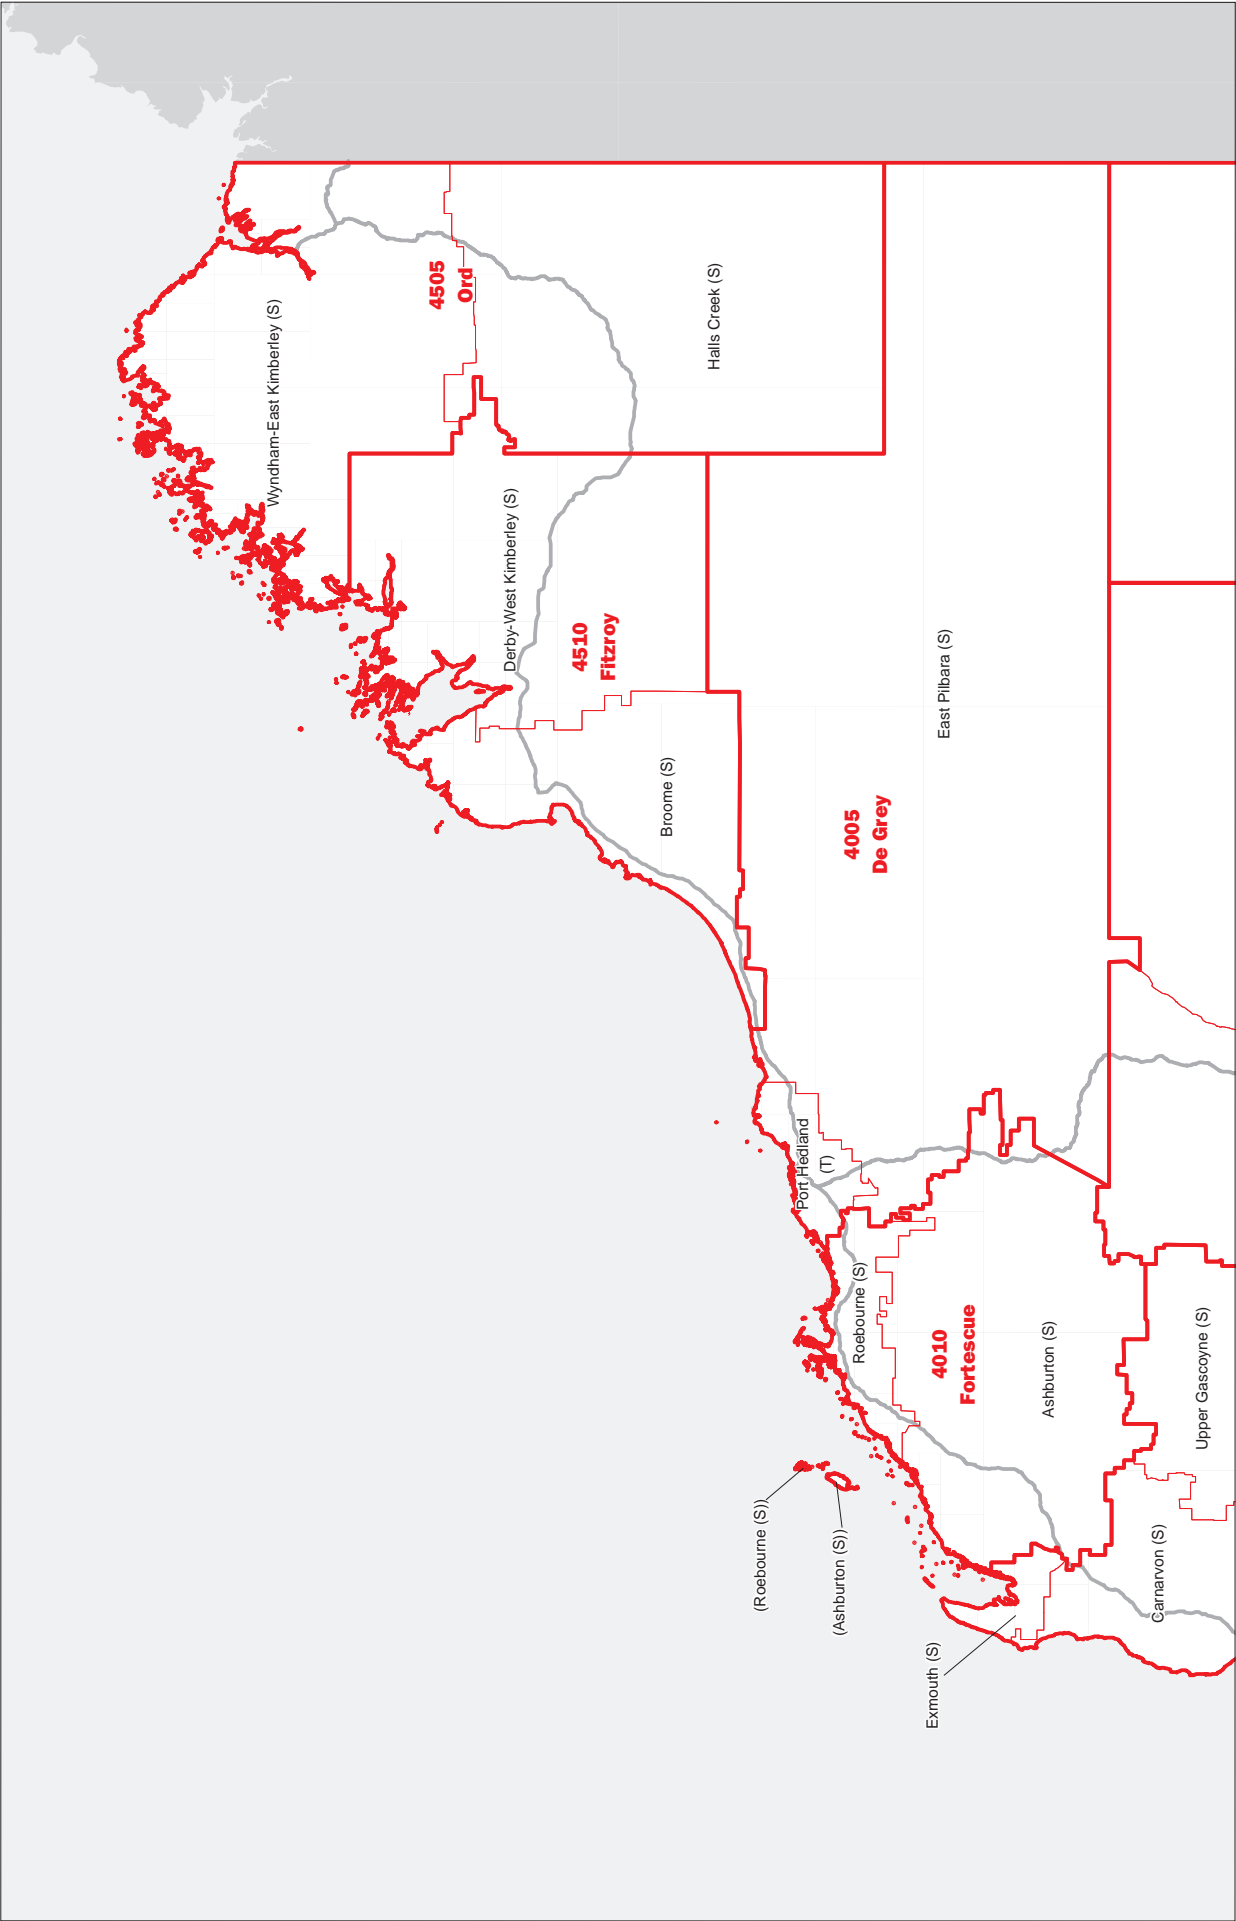 Wyndham-East Kimberley (S)
4505
Ord
Halls Creek (S)
Derby-West Kimberley (S)
4510
Fitzroy
Broome (S)
East Pilbara (S)
4005
De Grey
Port Hedland
(T)
Roebourne (S)
4010
Fortescue
Ashburton (S)
Upper Gascoyne (S)
(Roebourne (S))
(Ashburton (S))
Exmouth (S)
Carnarvon (S)